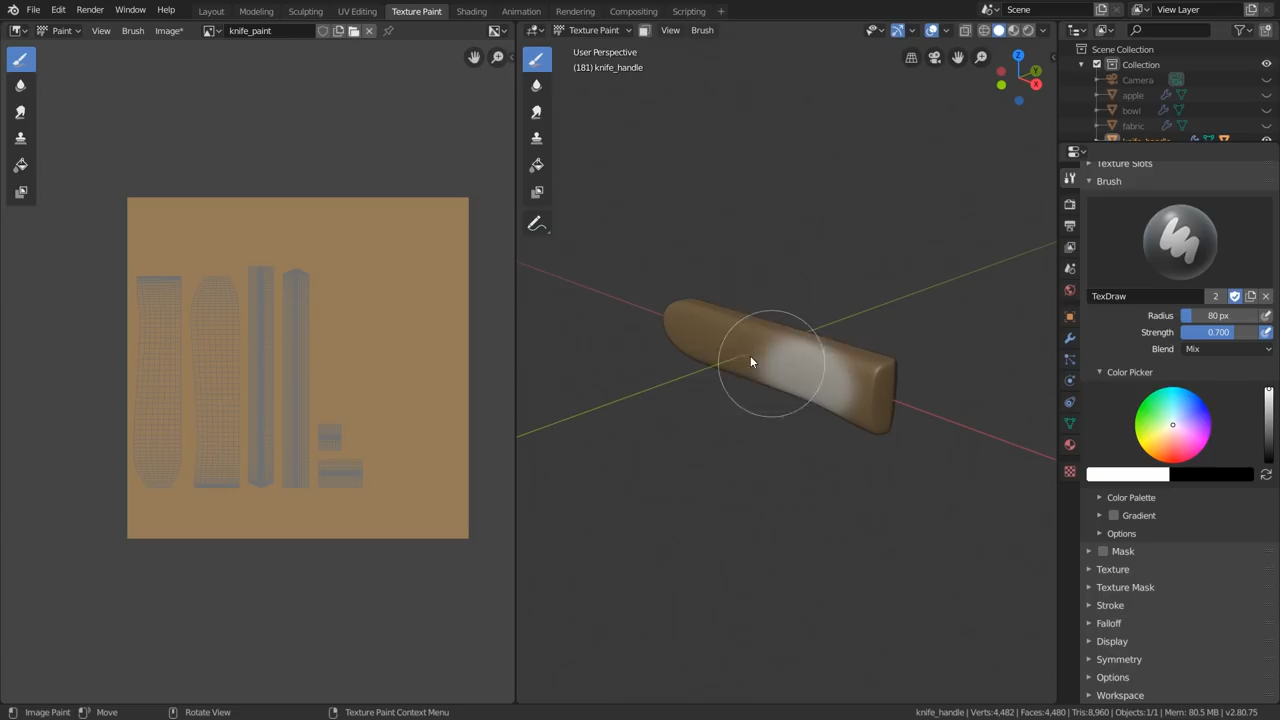 File Edit Render Window Help Layout Modeling Sculpting UV Editing Texture Paint Shading Animation Rendering Compositing Scripting Scene View Layer
Paint View Brush Image* knife_paint Texture Paint View Brush
User Perspective
(181) knife_handle
Z
Y
X
Scene Collection
Collection
Camera
apple
bowl
fabric
knife_handle
Texture Slots
Brush
TexDraw 2
Radius 80 px
Strength 0.700
Blend Mix
Color Picker
Color Palette
Gradient
Options
Mask
Texture
Texture Mask
Stroke
Falloff
Display
Symmetry
Options
Workspace
Image Paint Move Rotate View Texture Paint Context Menu knife_handle | Verts:4,482 | Faces:4,480 | Tris:8,960 | Objects:1/1 | Mem: 80.5 MB | v2.80.75